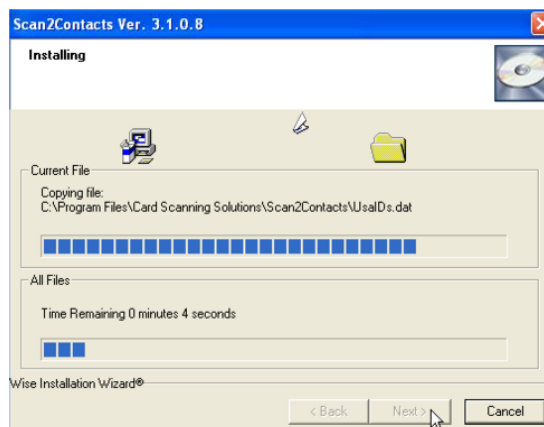 Scan2Contacts Ver. 3.1.0.8
Installing
Current File
Copying file:
C:\Program Files\Card Scanning Solutions\Scan2Contacts\UsaIDs.dat
All Files
Time Remaining 0 minutes 4 seconds
Wise Installation Wizard®
< Back Next > Cancel